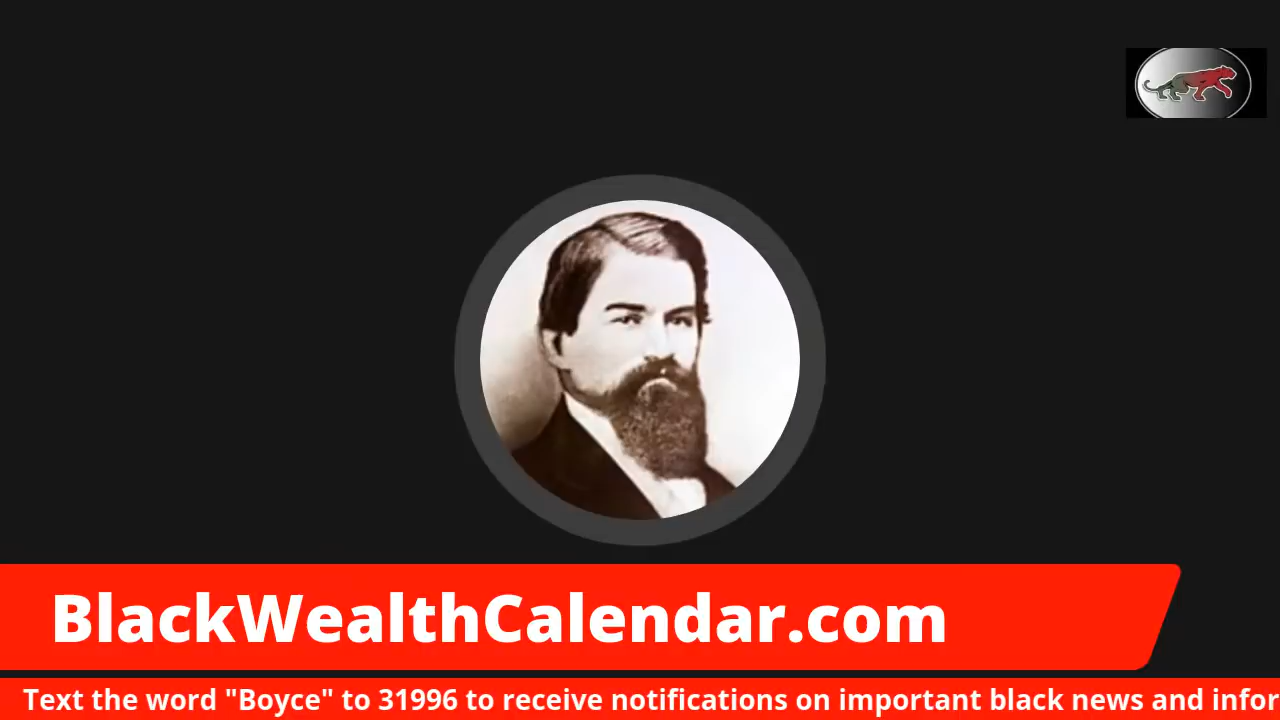 BlackWealthCalendar.com
Text the word "Boyce" to 31996 to receive notifications on important black news and infor